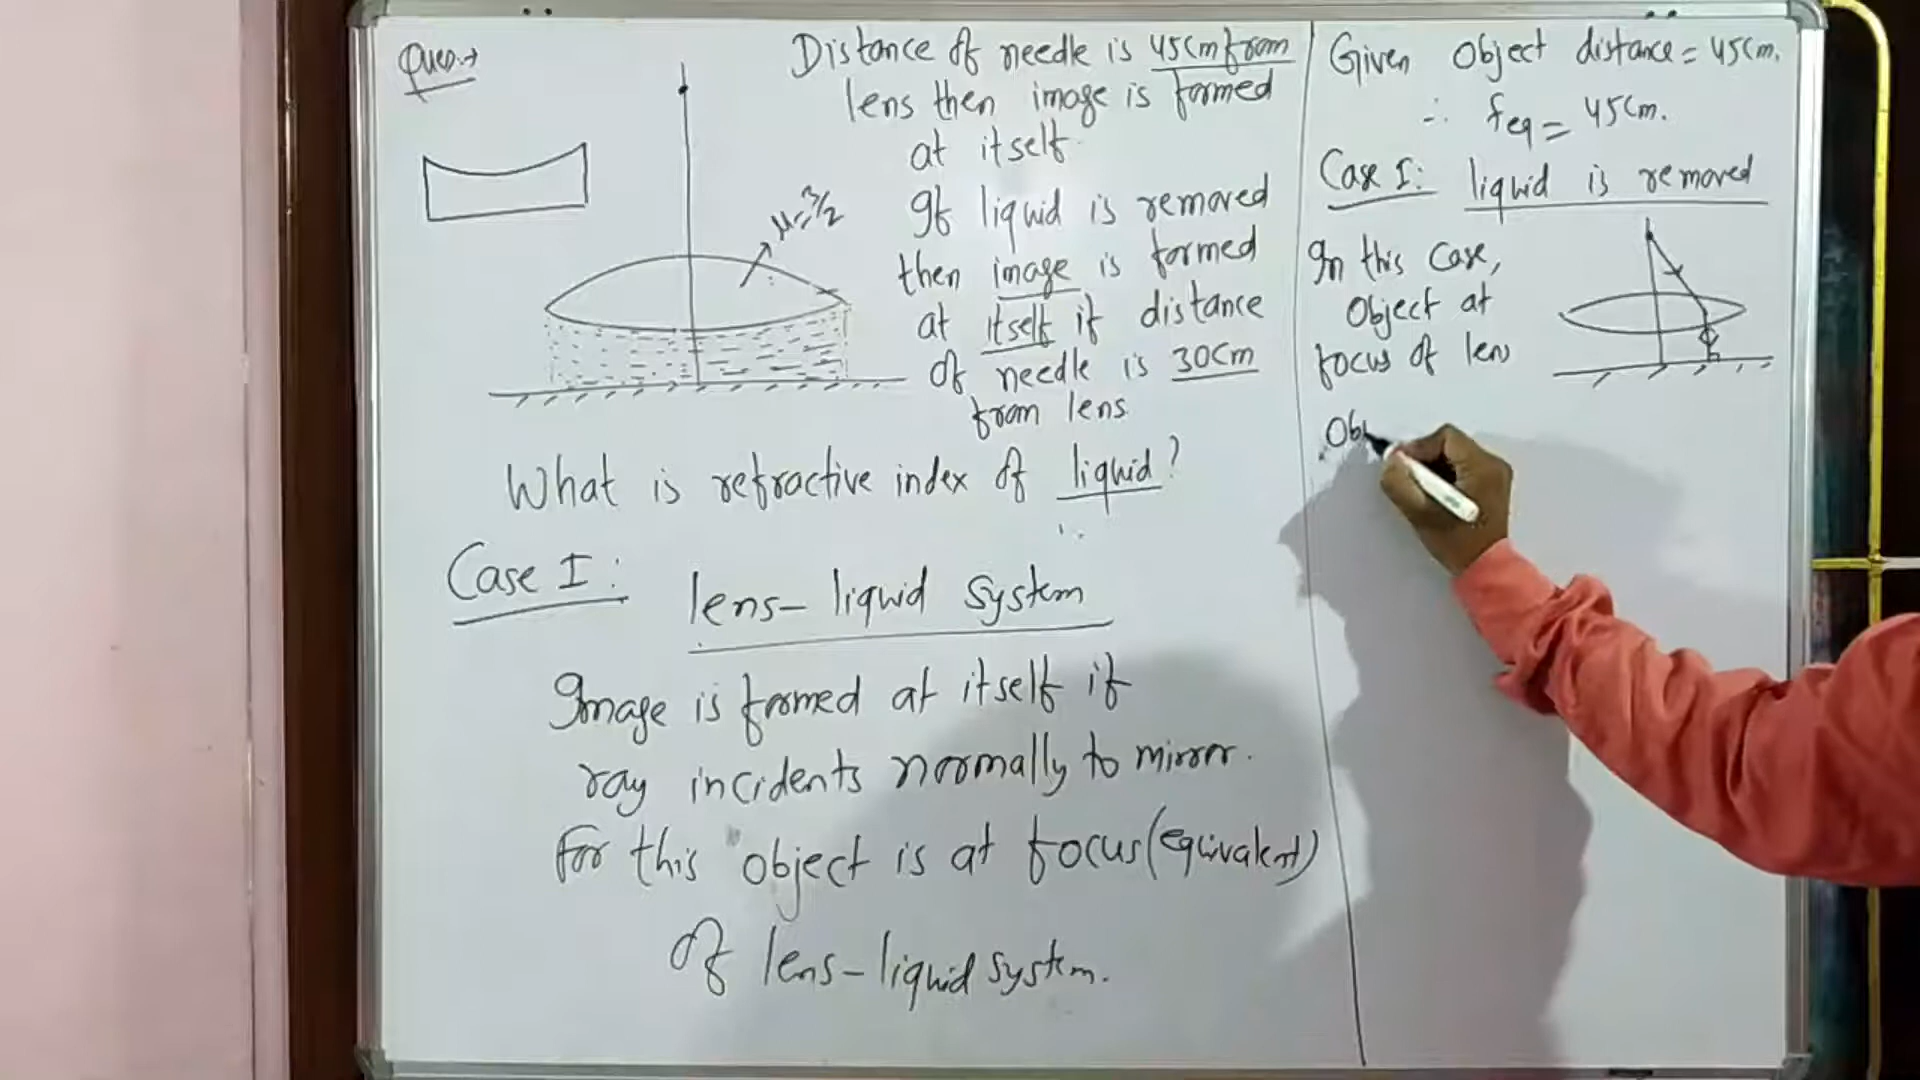 Ques:→
Distance of needle is 45cm from
lens then image is formed
at itself.
If liquid is removed
then image is formed
at itself if distance
of needle is 30cm
from lens
μ=3/2
What is refractive index of liquid?
Case I:
lens-liquid system
Image is formed at itself if
ray incidents normally to mirror.
for this object is at focus (equivalent)
of lens-liquid system.
Given Object distance = 45cm.
∴ feq = 45cm.
Case I: liquid is removed
In this case,
Object at
focus of lens
Obj